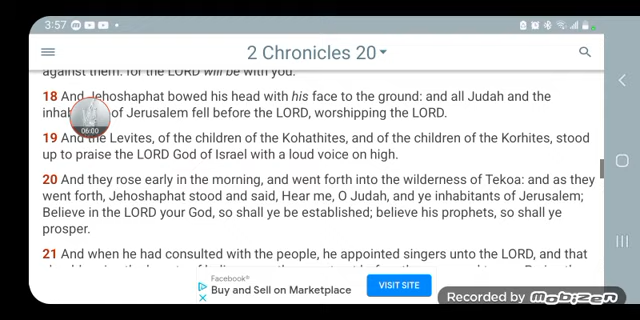 3:57
2 Chronicles 20
against them: for the LORD will be with you.
18 And Jehoshaphat bowed his head with his face to the ground: and all Judah and the
inhab of Jerusalem fell before the LORD, worshipping the LORD.
06:00
19 And the Levites, of the children of the Kohathites, and of the children of the Korhites, stood
up to praise the LORD God of Israel with a loud voice on high.
20 And they rose early in the morning, and went forth into the wilderness of Tekoa: and as they
went forth, Jehoshaphat stood and said, Hear me, O Judah, and ye inhabitants of Jerusalem;
Believe in the LORD your God, so shall ye be established; believe his prophets, so shall ye
prosper.
21 And when he had consulted with the people, he appointed singers unto the LORD, and that
Facebook®
Buy and Sell on Marketplace
VISIT SITE
Recorded by Mobizen